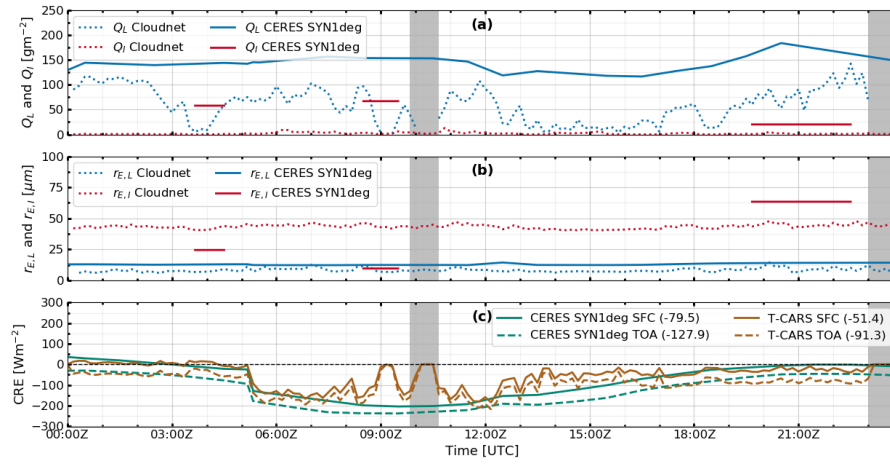 (a)
Q_L Cloudnet
Q_I Cloudnet
Q_L CERES SYN1deg
Q_I CERES SYN1deg
Q_L and Q_I [gm⁻²]
250
200
150
100
50
0
(b)
r_E,L Cloudnet
r_E,I Cloudnet
r_E,L CERES SYN1deg
r_E,I CERES SYN1deg
r_E,L and r_E,I [μm]
100
75
50
25
0
(c)
CERES SYN1deg SFC (-79.5)
CERES SYN1deg TOA (-127.9)
T-CARS SFC (-51.4)
T-CARS TOA (-91.3)
CRE [Wm⁻²]
300
200
100
0
−100
−200
−300
00:00Z 03:00Z 06:00Z 09:00Z 12:00Z 15:00Z 18:00Z 21:00Z
Time [UTC]